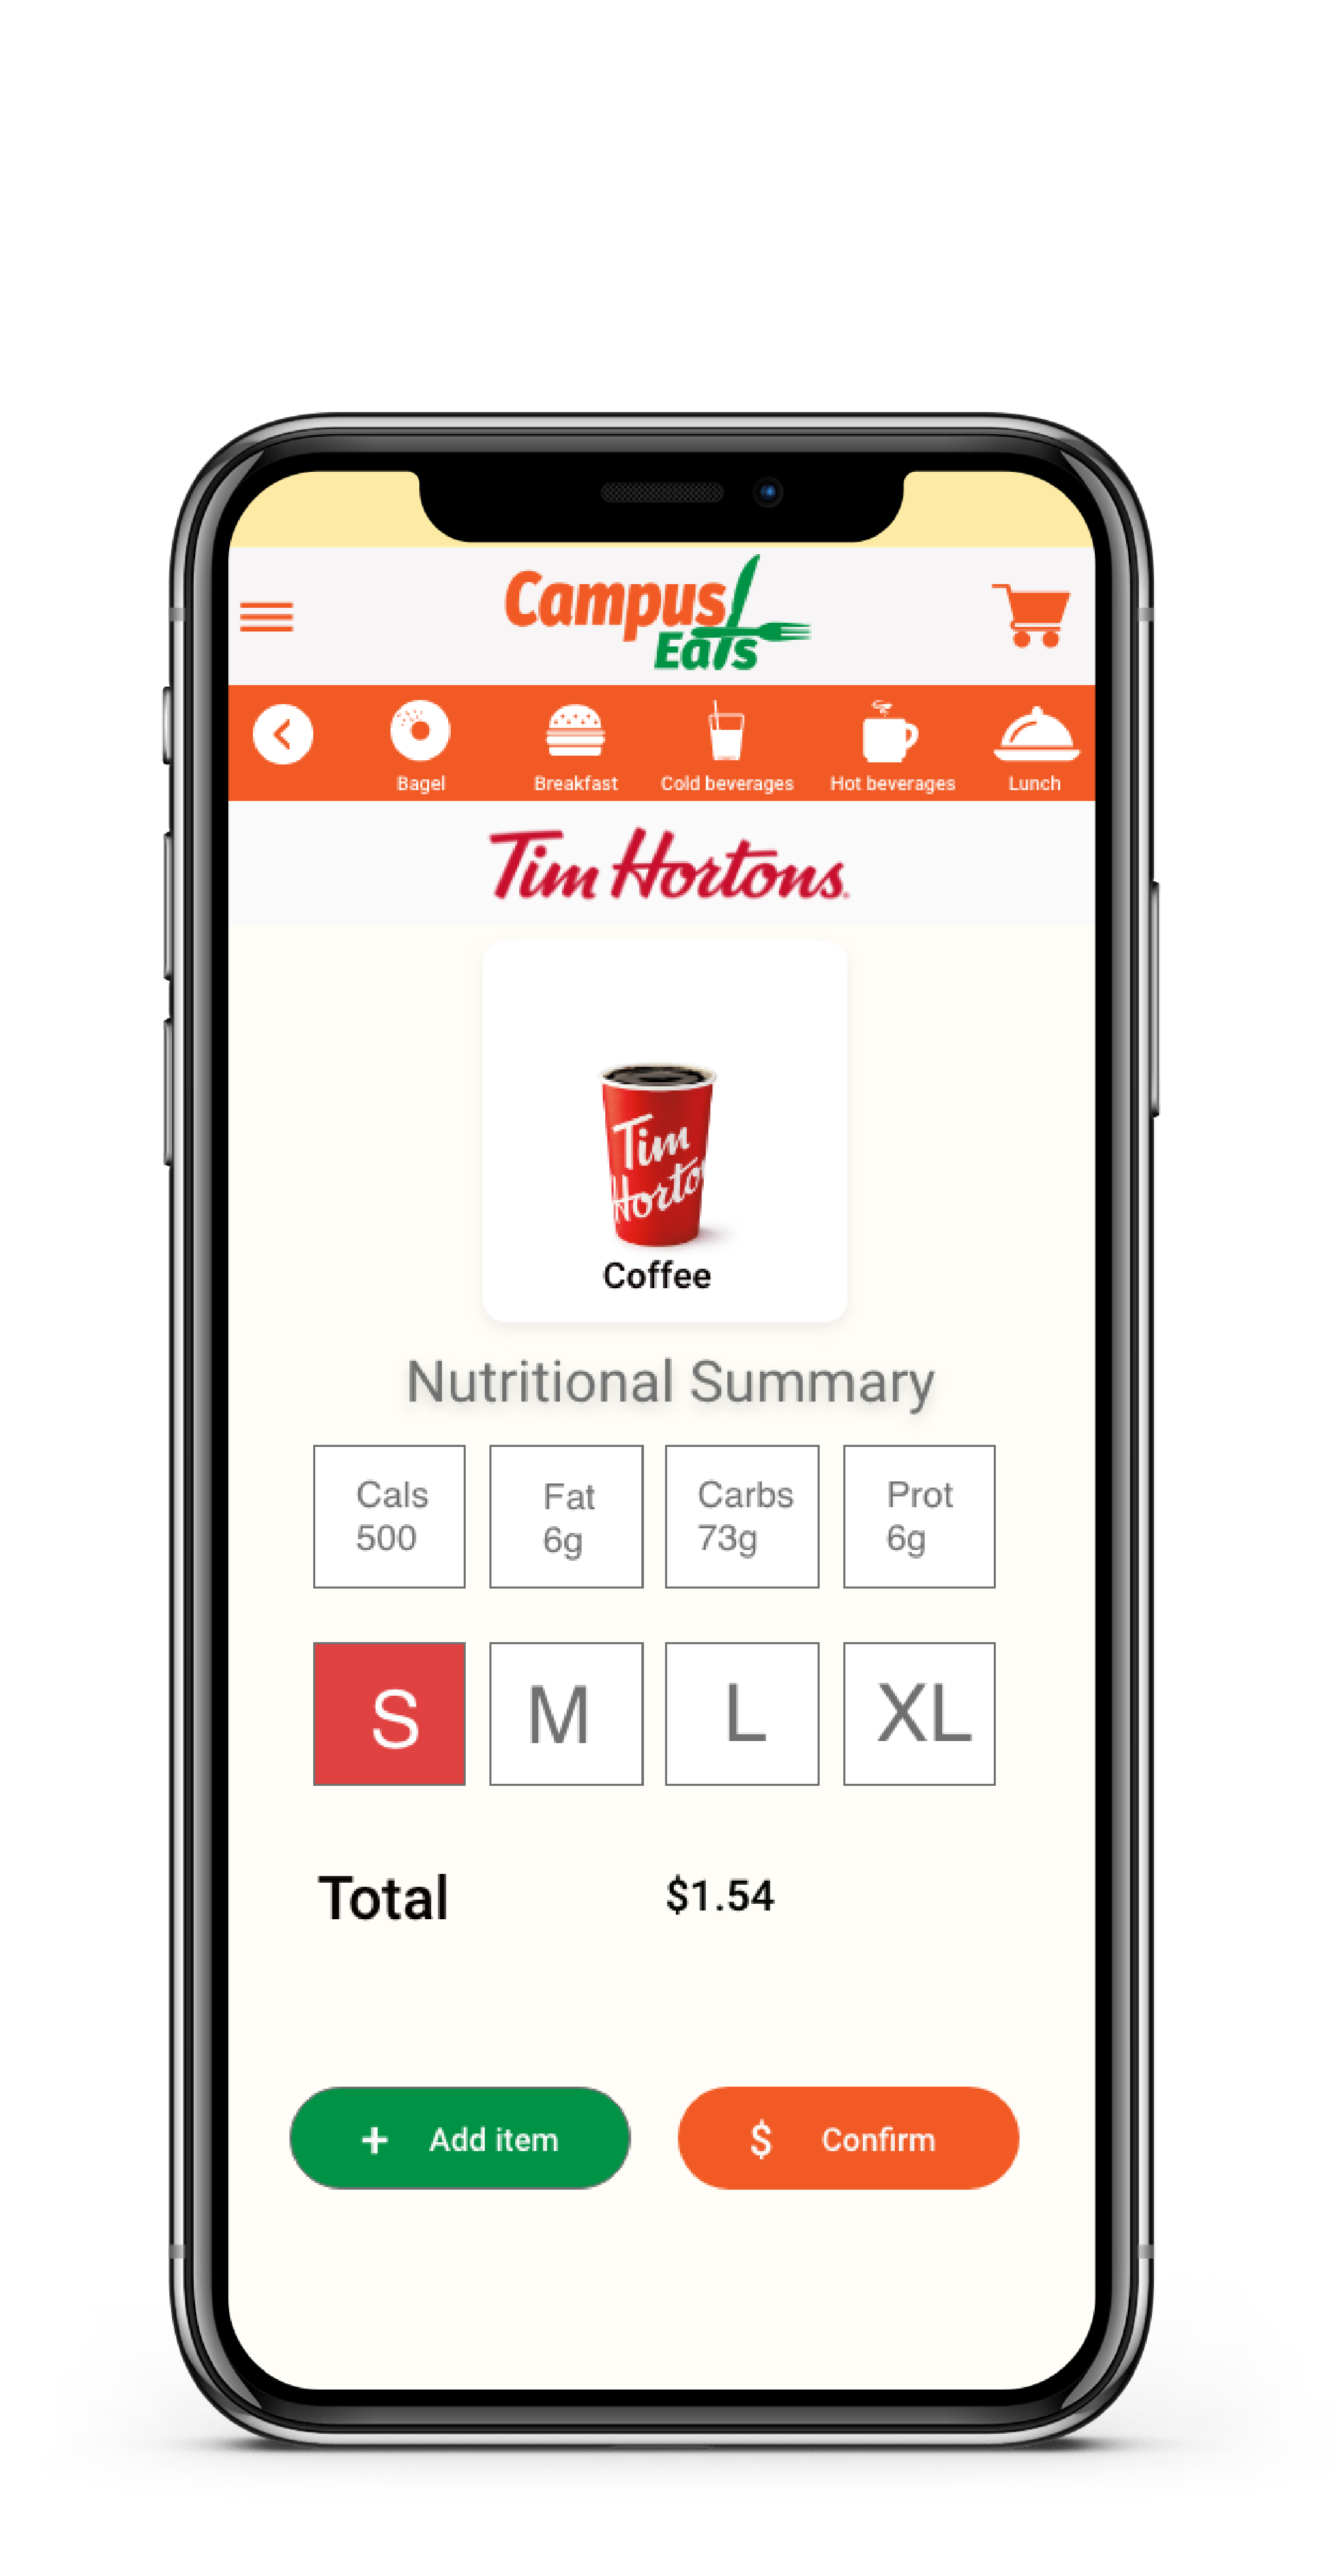 Campus
Eats
Bagel Breakfast Cold beverages Hot beverages Lunch
Tim Hortons
Tim
Horto
Coffee
Nutritional Summary
Cals Fat Carbs Prot
500 6g 73g 6g
S M L XL
Total $1.54
+ Add item $ Confirm